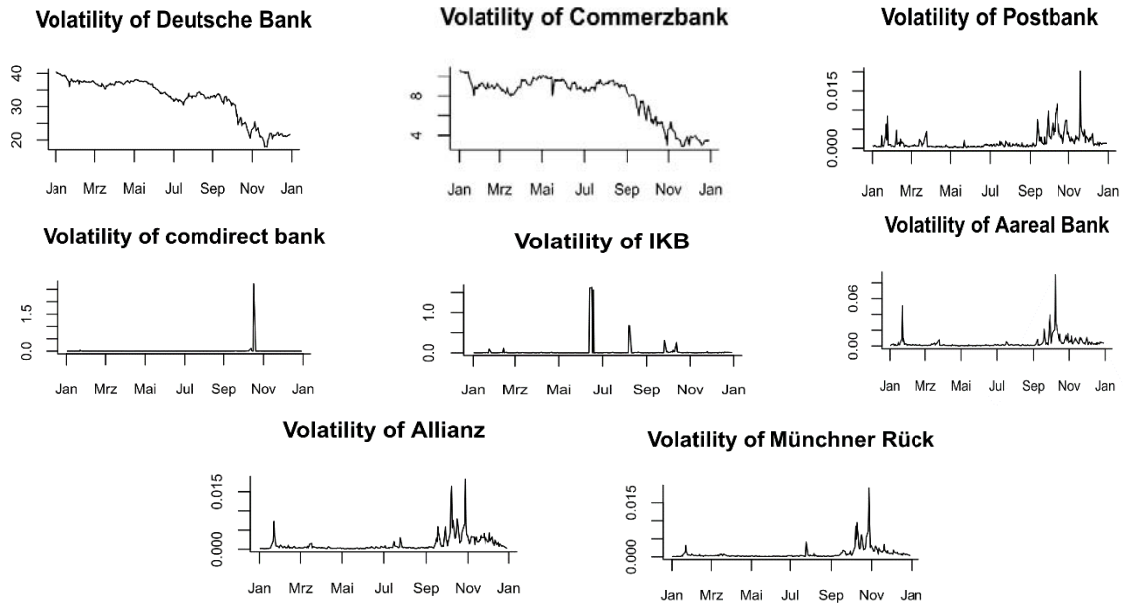 Volatility of Deutsche Bank
40
30
20
Jan Mrz Mai Jul Sep Nov Jan
Volatility of Commerzbank
8
4
Jan Mrz Mai Jul Sep Nov Jan
Volatility of Postbank
0.015
0.000
Jan Mrz Mai Jul Sep Nov Jan
Volatility of comdirect bank
1.5
0.0
Jan Mrz Mai Jul Sep Nov Jan
Volatility of IKB
1.0
0.0
Jan Mrz Mai Jul Sep Nov Jan
Volatility of Aareal Bank
0.06
0.00
Jan Mrz Mai Jul Sep Nov Jan
Volatility of Allianz
0.015
0.000
Jan Mrz Mai Jul Sep Nov Jan
Volatility of Münchner Rück
0.015
0.000
Jan Mrz Mai Jul Sep Nov Jan